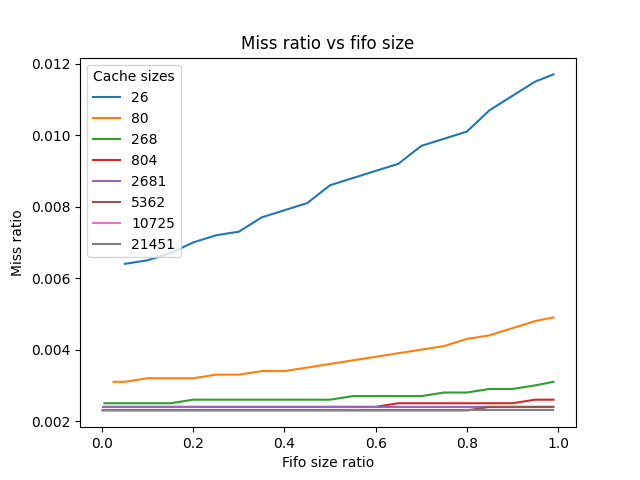 Miss ratio vs fifo size
Cache sizes
26
80
268
804
2681
5362
10725
21451
0.012
0.010
0.008
0.006
0.004
0.002
Miss ratio
0.0 0.2 0.4 0.6 0.8 1.0
Fifo size ratio